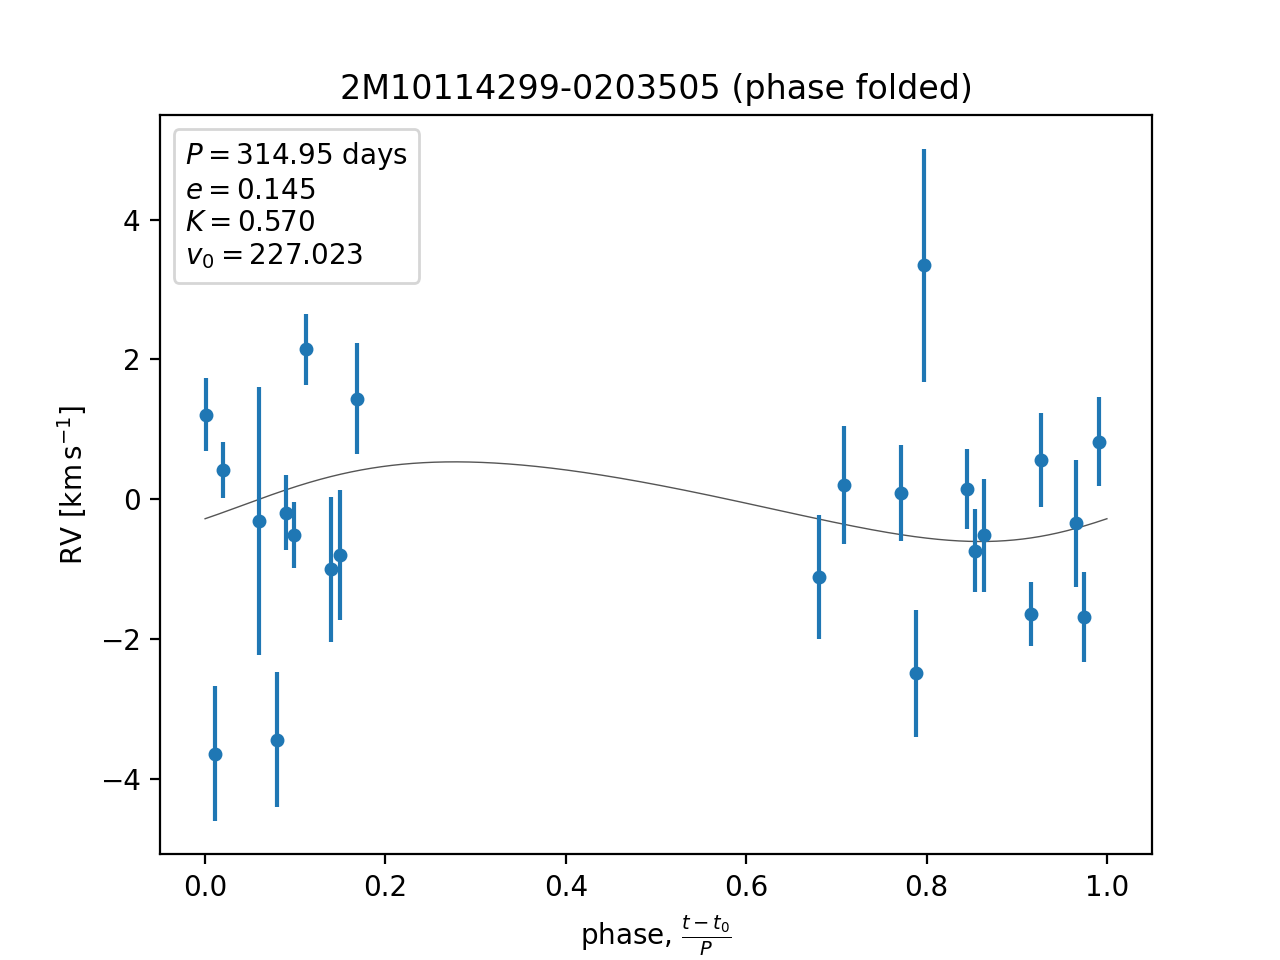 2M10114299-0203505 (phase folded)
P = 314.95 days
e = 0.145
K = 0.570
v₀ = 227.023
RV [km s⁻¹]
4
2
0
−2
−4
0.0 0.2 0.4 0.6 0.8 1.0
phase, (t − t₀)/P